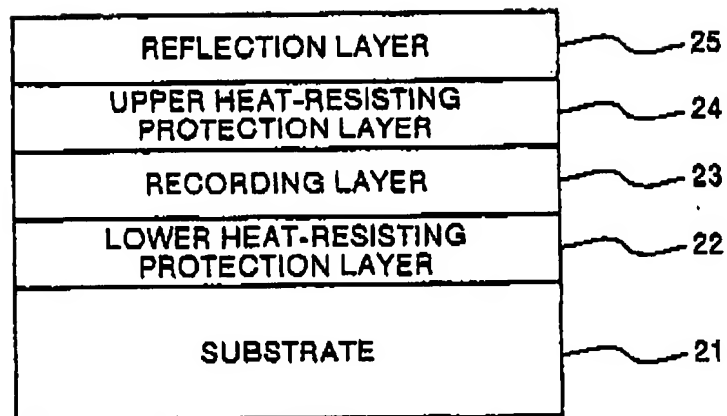 REFLECTION LAYER 25
UPPER HEAT-RESISTING
PROTECTION LAYER 24
RECORDING LAYER 23
LOWER HEAT-RESISTING
PROTECTION LAYER 22
SUBSTRATE 21